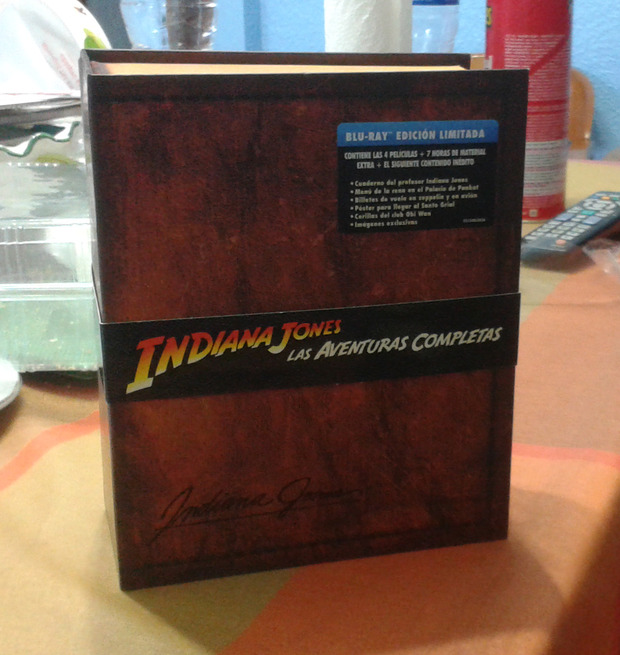 BLU-RAY™ EDICIÓN LIMITADA
CONTIENE LAS 4 PELÍCULAS + 7 HORAS DE MATERIAL
EXTRA + EL SIGUIENTE CONTENIDO INÉDITO
• Cuaderno del profesor Indiana Jones
• Menú de la cena en el Palacio de Pankot
• Billetes de vuelo en zeppelin y en avión
• Póster para llegar al Santo Grial
• Cerillas del club Obi Wan
• Imágenes exclusivas
INDIANA JONES
LAS AVENTURAS COMPLETAS
Indiana Jones